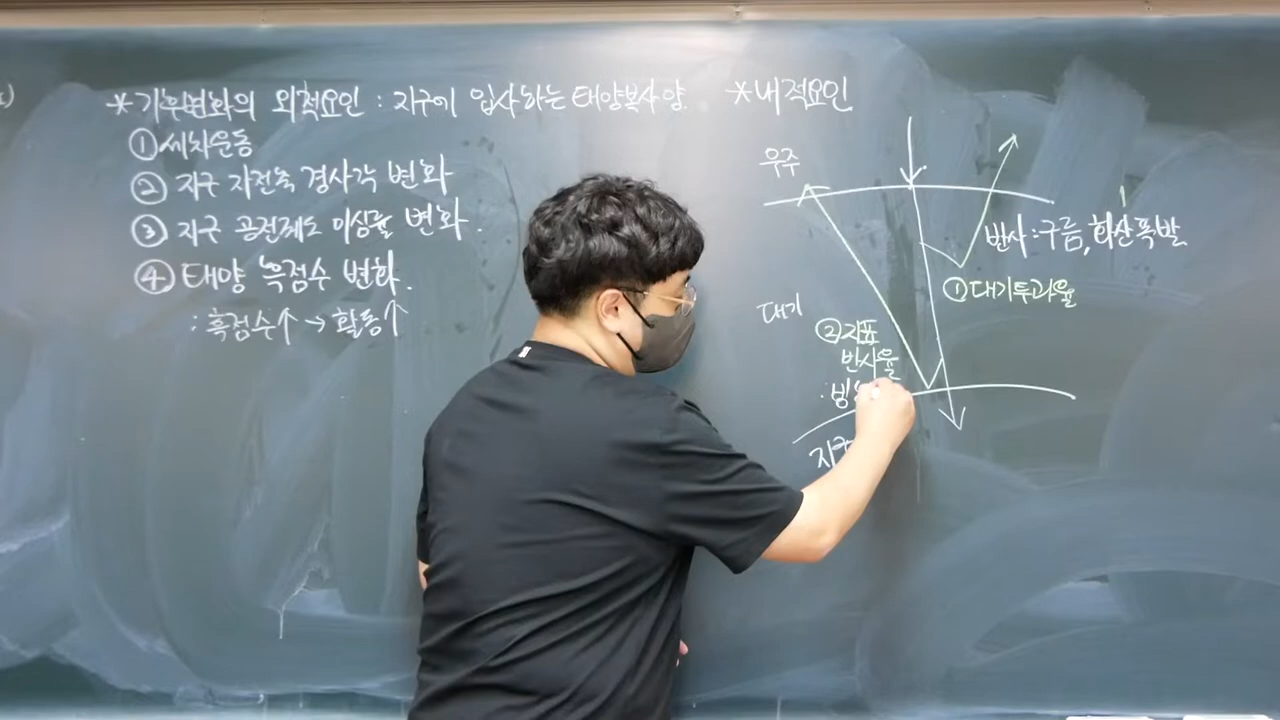 *기후변화의 외적요인 : 지구에 입사하는 태양복사량.
① 세차운동
② 지구 자전축 경사각 변화
③ 지구 공전궤도 이심률 변화.
④ 태양 흑점수 변화.
: 흑점수↑ → 활동↑
*내적요인
우주
반사 : 구름, 화산폭발
① 대기투과율
대기
② 지표
반사율
지구